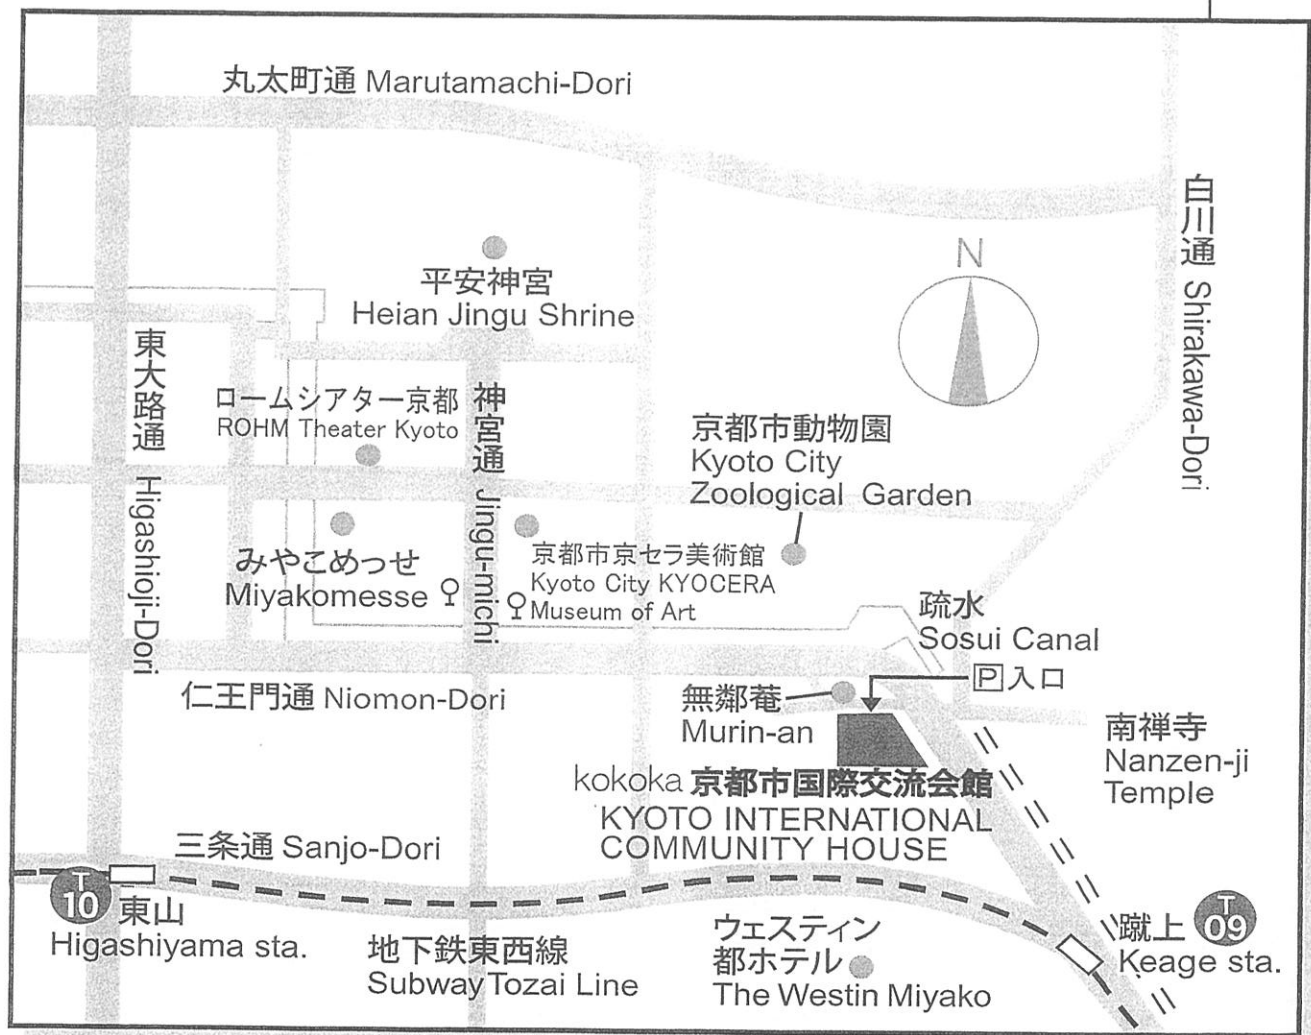 丸太町通 Marutamachi-Dori
白川通 Shirakawa-Dori
N
平安神宮
Heian Jingu Shrine
東大路通 Higashioji-Dori
ロームシアター京都
ROHM Theater Kyoto
神宮通 Jingu-michi
京都市動物園
Kyoto City
Zoological Garden
みやこめっせ
Miyakomesse
京都市京セラ美術館
Kyoto City KYOCERA
Museum of Art
疏水
Sosui Canal
P入口
仁王門通 Niomon-Dori
無鄰菴
Murin-an
南禅寺
Nanzen-ji
Temple
kokoka 京都市国際交流会館
KYOTO INTERNATIONAL
COMMUNITY HOUSE
三条通 Sanjo-Dori
T
10
東山
Higashiyama sta.
地下鉄東西線
Subway Tozai Line
ウェスティン
都ホテル
The Westin Miyako
蹴上
T
09
Keage sta.